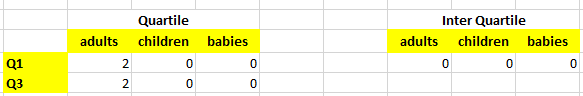 Quartile Inter Quartile
adults children babies adults children babies
Q1 2 0 0 0 0 0
Q3 2 0 0